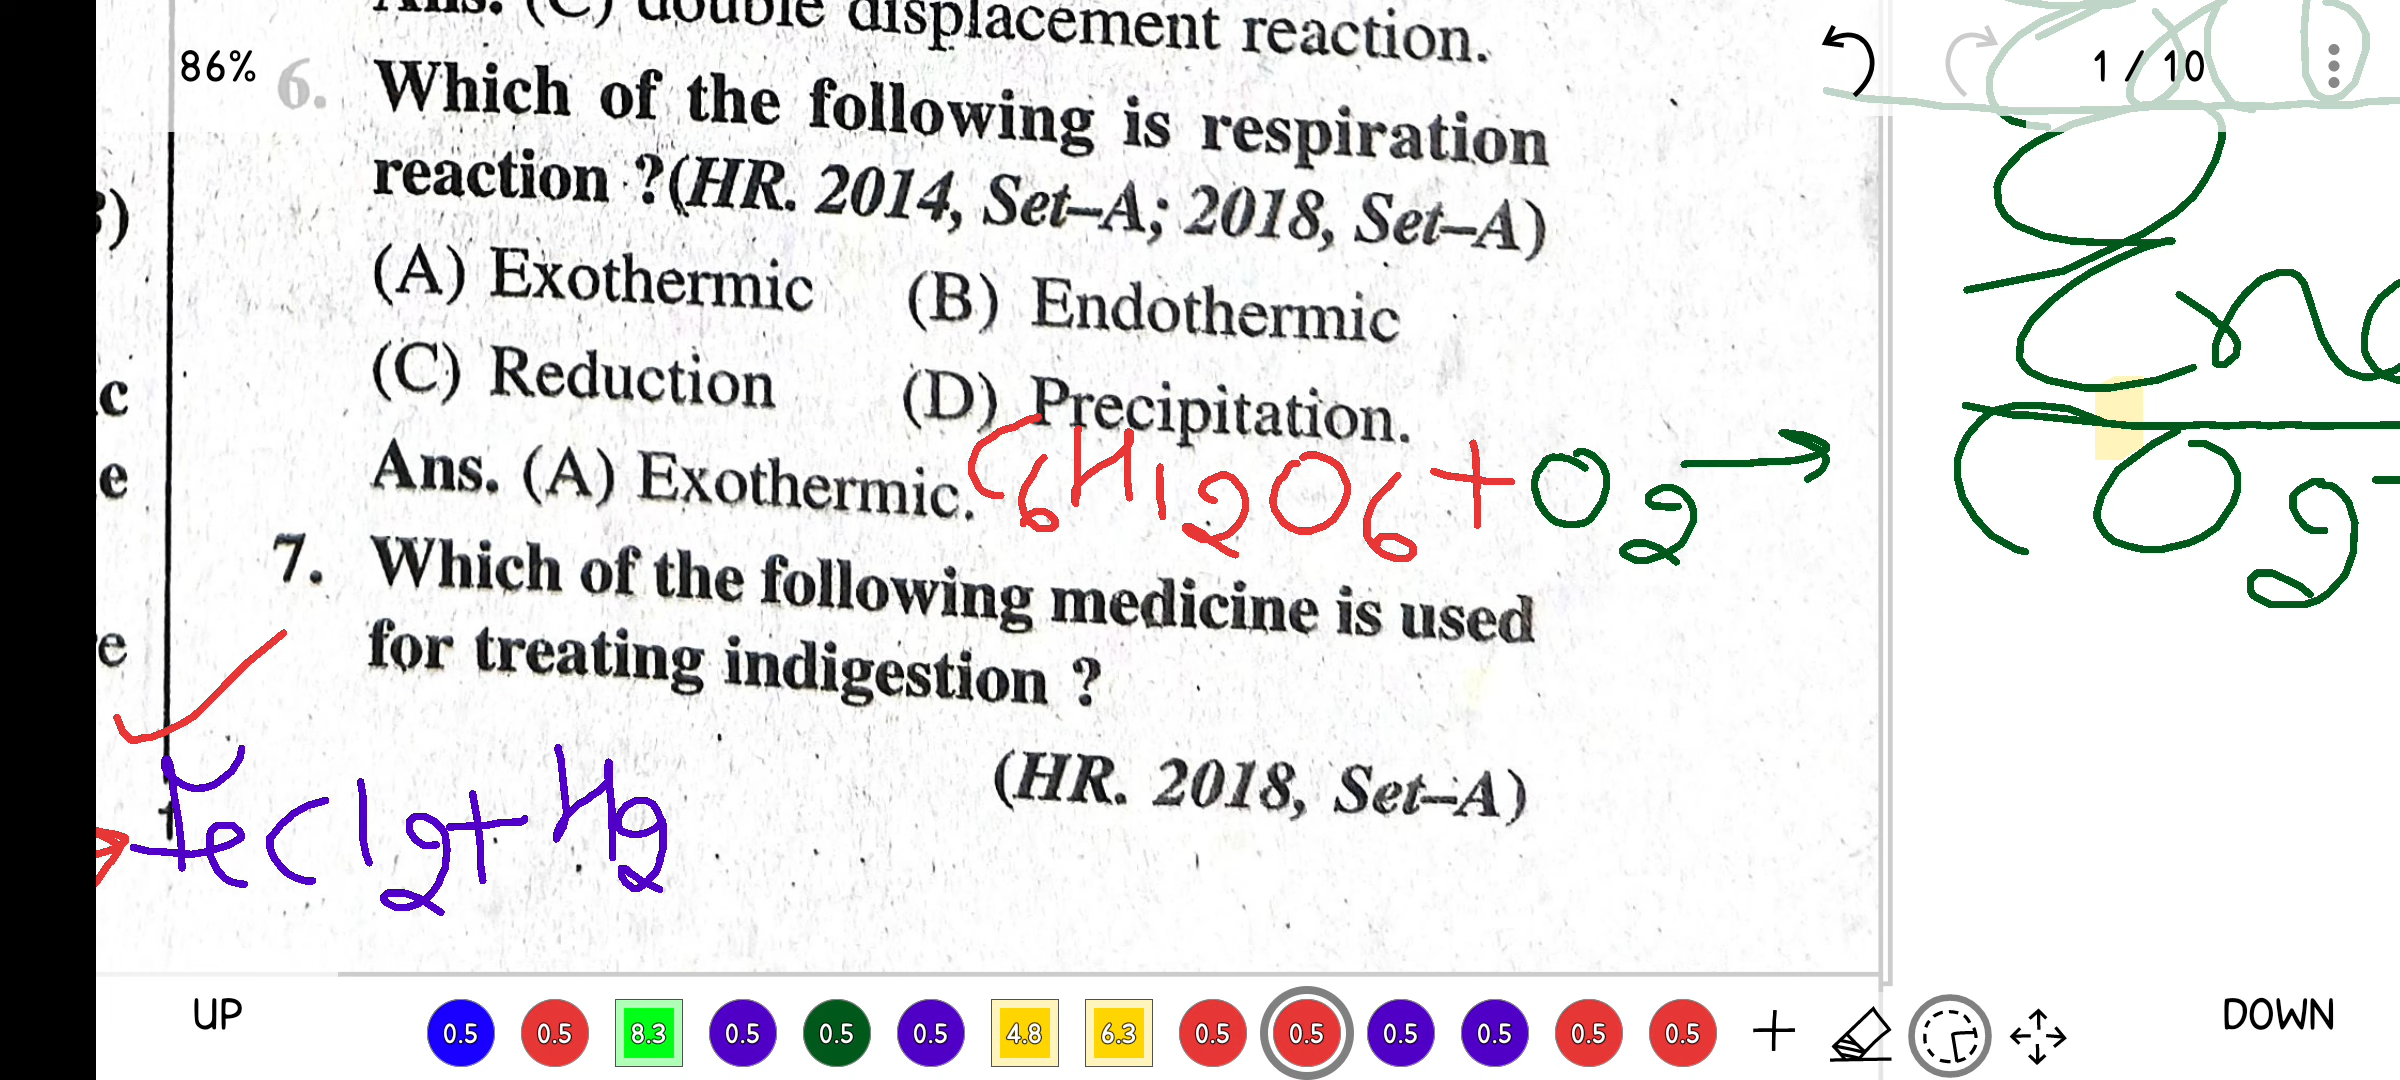 Ans. (C) double displacement reaction.
86%
1 / 10
6. Which of the following is respiration
reaction ?(HR. 2014, Set–A; 2018, Set–A)
(A) Exothermic (B) Endothermic
(C) Reduction (D) Precipitation.
Ans. (A) Exothermic. C6H12O6 + O2 →
CO2
7. Which of the following medicine is used
for treating indigestion ?
(HR. 2018, Set–A)
FeCl2 + H2
c
e
e
UP
0.5 0.5 8.3 0.5 0.5 0.5 4.8 6.3 0.5 0.5 0.5 0.5 0.5 0.5 +
DOWN